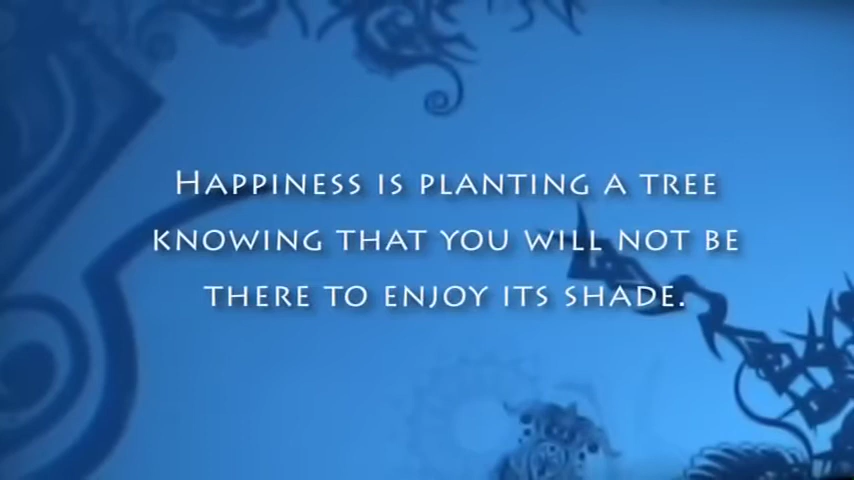 Happiness is planting a tree
knowing that you will not be
there to enjoy its shade.